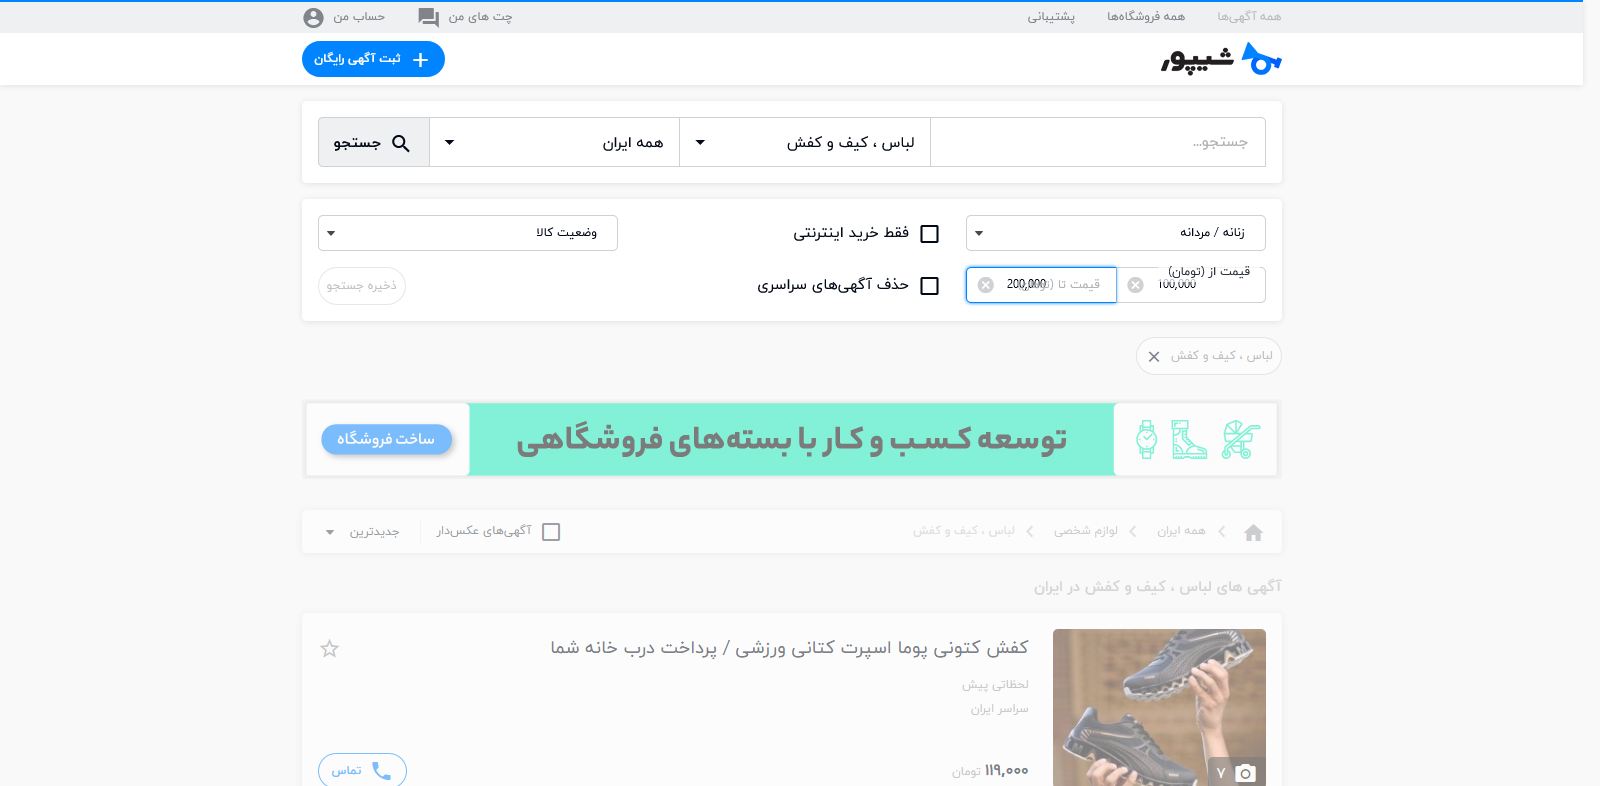 همه آگهی‌ها
همه فروشگاه‌ها
پشتیبانی
چت های من
حساب من
شیپور
ثبت آگهی رایگان
جستجو...
لباس ، کیف و کفش
همه ایران
جستجو
زنانه / مردانه
فقط خرید اینترنتی
وضعیت کالا
قیمت از (تومان)
100,000
قیمت تا (تومان)
200,000
حذف آگهی‌های سراسری
ذخیره جستجو
لباس ، کیف و کفش
توسعه کسب و کار با بسته‌های فروشگاهی
ساخت فروشگاه
همه ایران
لوازم شخصی
لباس ، کیف و کفش
آگهی‌های عکس‌دار
جدیدترین
آگهی های لباس ، کیف و کفش در ایران
کفش کتونی پوما اسپرت کتانی ورزشی / پرداخت درب خانه شما
لحظاتی پیش
سراسر ایران
۱۱۹,۰۰۰ تومان
تماس
۷